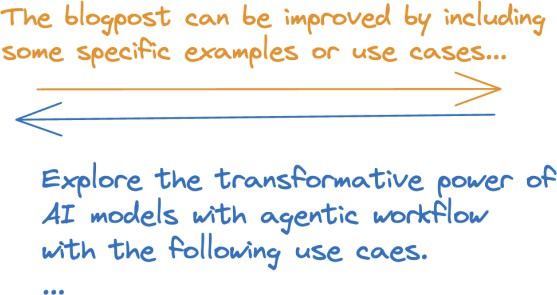 The blogpost can be improved by including
some specific examples or use cases...
Explore the transformative power of
AI models with agentic workflow
with the following use caes.
...